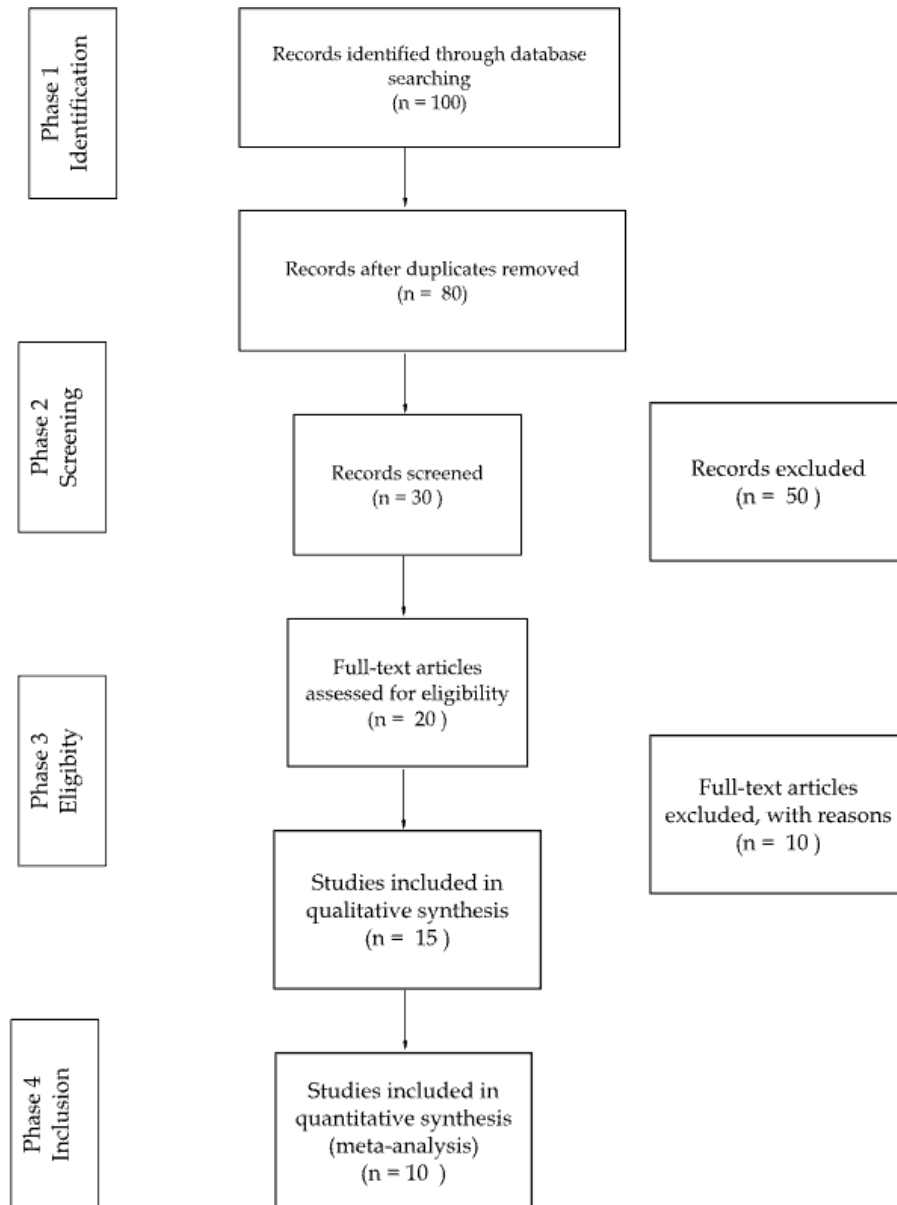 Phase 1
Identification
Records identified through database
searching
(n = 100)
Records after duplicates removed
(n = 80)
Phase 2
Screening
Records screened
(n = 30 )
Records excluded
(n = 50 )
Full-text articles
assessed for eligibility
(n = 20 )
Phase 3
Eligibity
Full-text articles
excluded, with reasons
(n = 10 )
Studies included in
qualitative synthesis
(n = 15 )
Phase 4
Inclusion
Studies included in
quantitative synthesis
(meta-analysis)
(n = 10 )